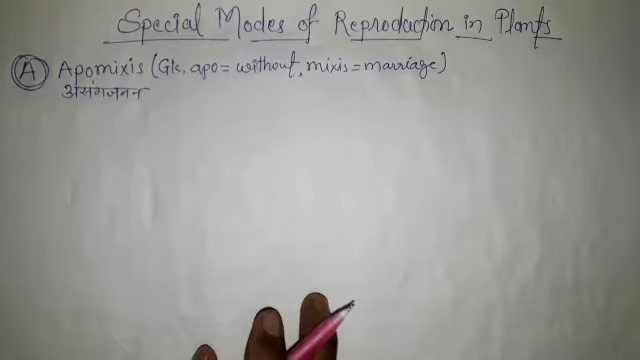 Special Modes of Reproduction in Plants
(A) Apomixis (Gk, apo = without, mixis = marriage)
असंगजनन